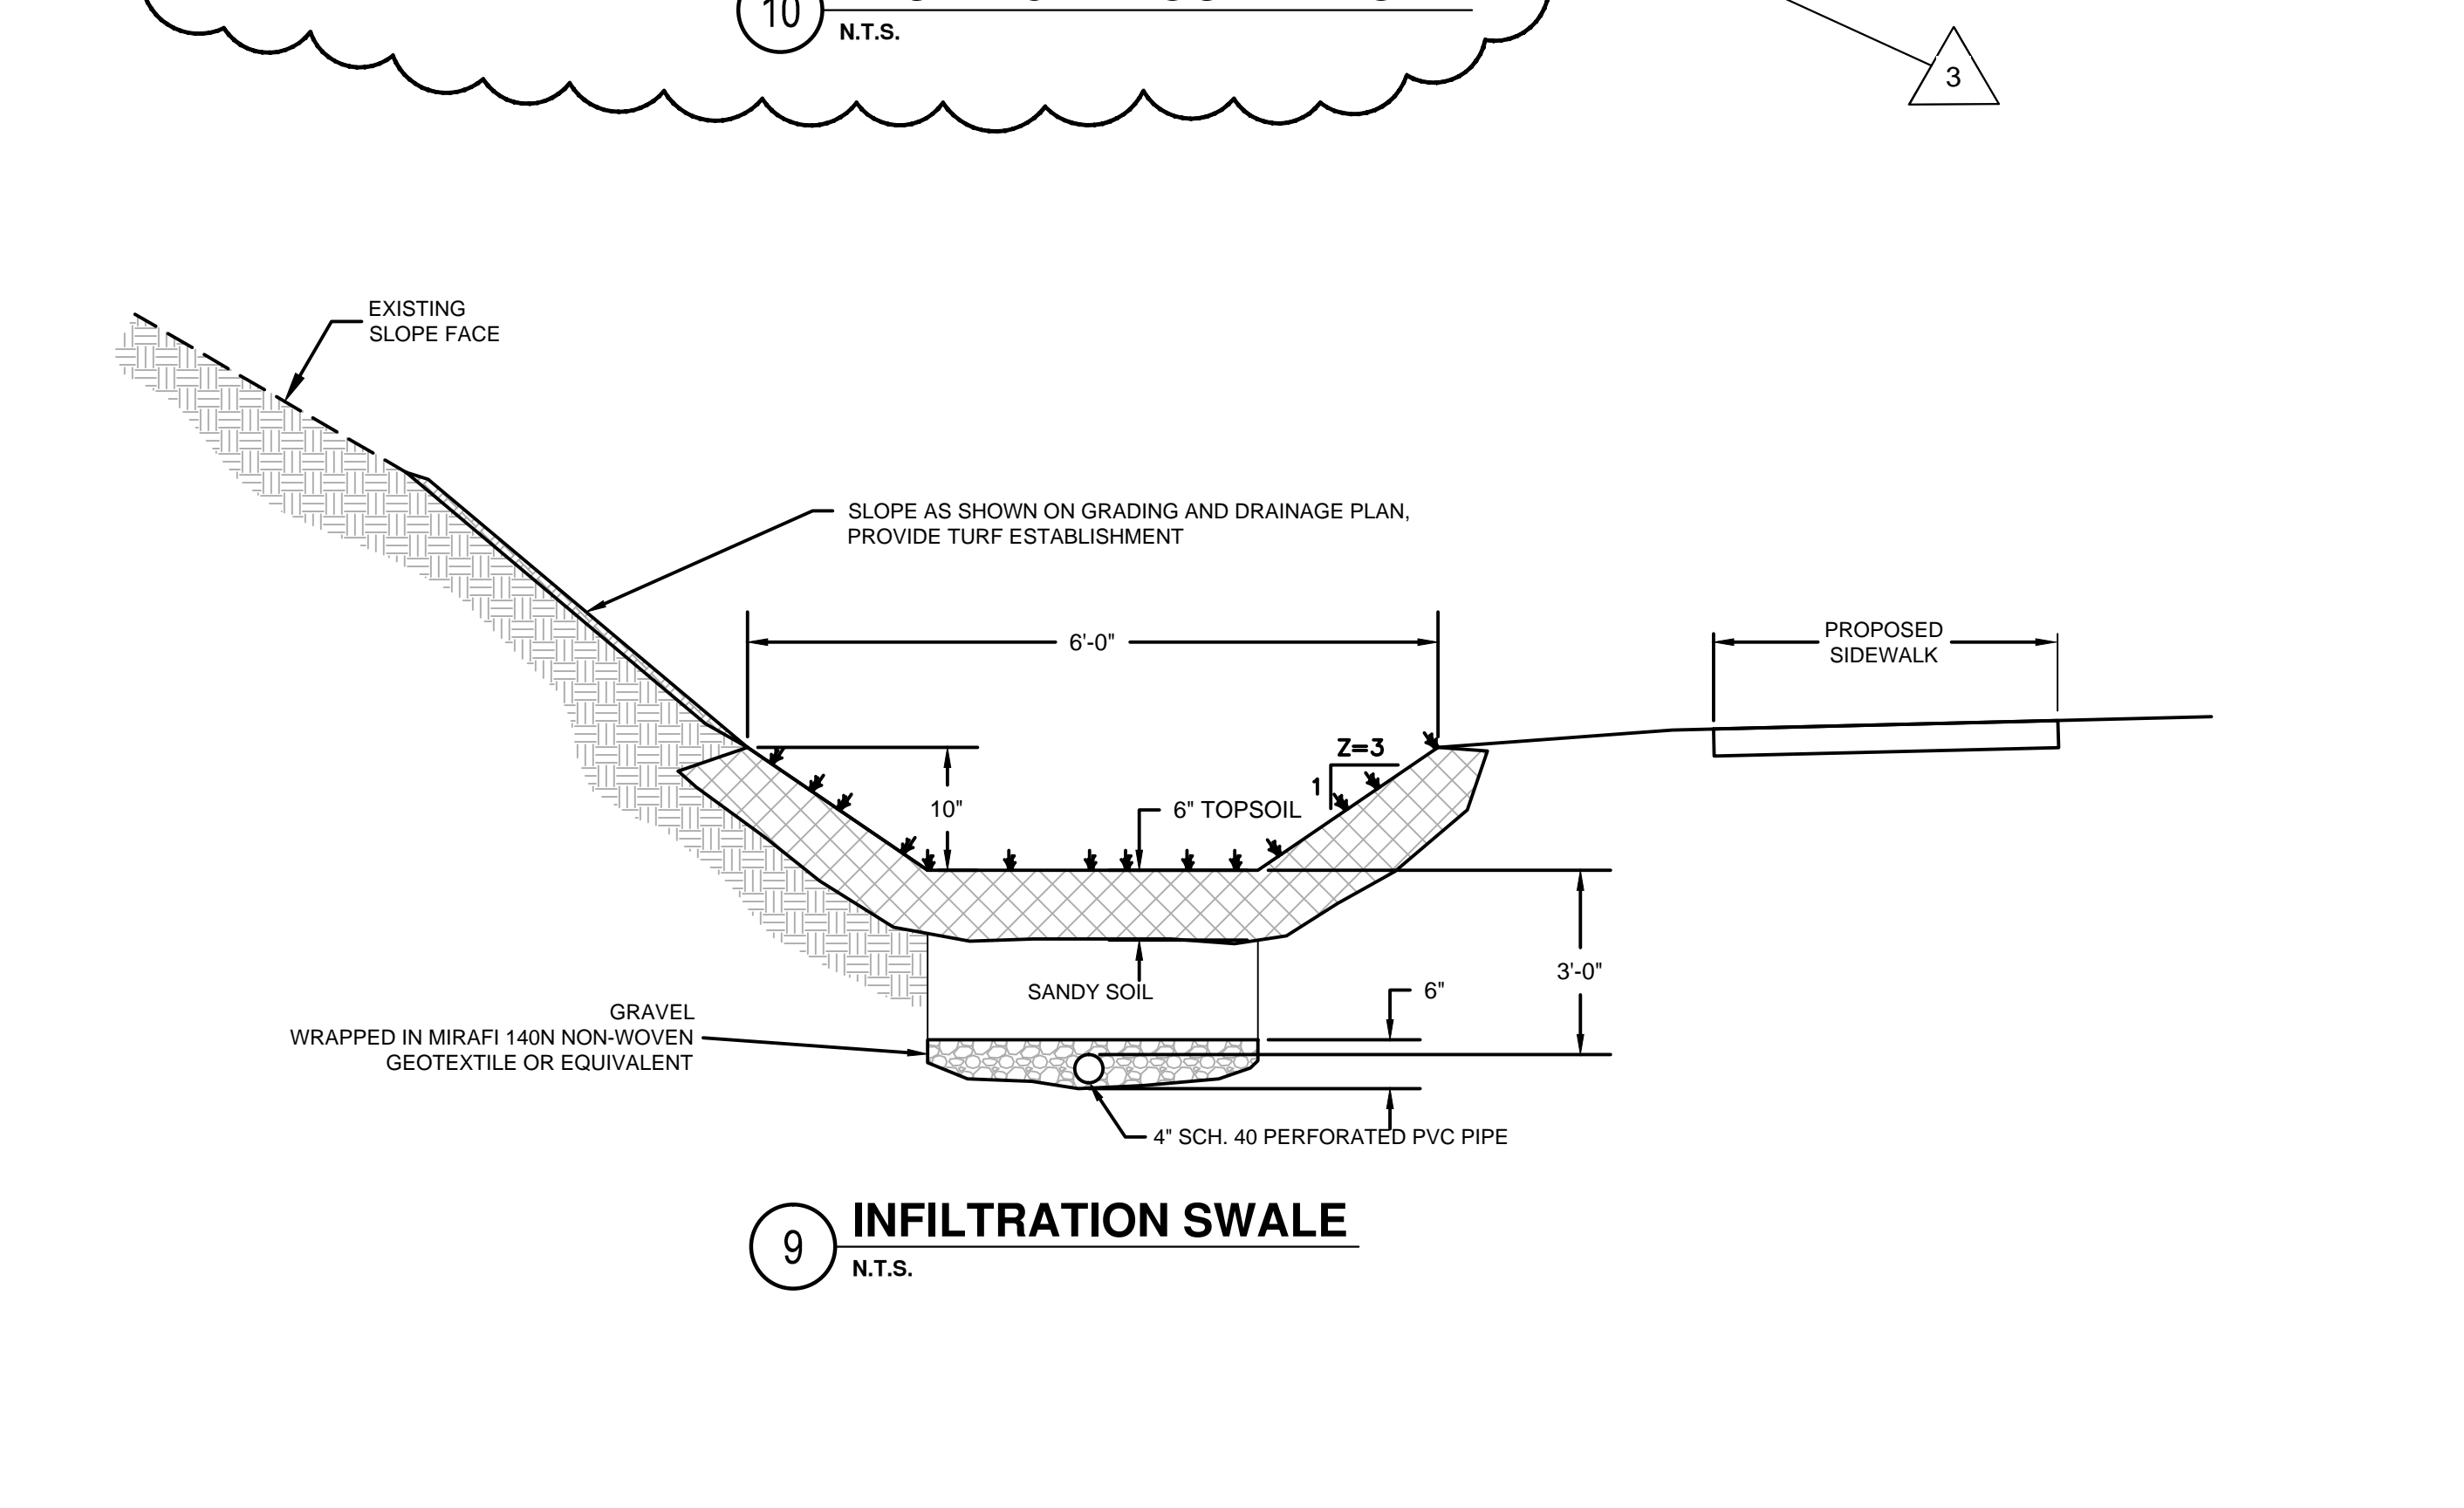 10
N.T.S.
3
EXISTING
SLOPE FACE
SLOPE AS SHOWN ON GRADING AND DRAINAGE PLAN,
PROVIDE TURF ESTABLISHMENT
6'-0"
PROPOSED
SIDEWALK
Z=3
1
10"
6" TOPSOIL
3'-0"
SANDY SOIL
6"
GRAVEL
WRAPPED IN MIRAFI 140N NON-WOVEN
GEOTEXTILE OR EQUIVALENT
4" SCH. 40 PERFORATED PVC PIPE
9
INFILTRATION SWALE
N.T.S.